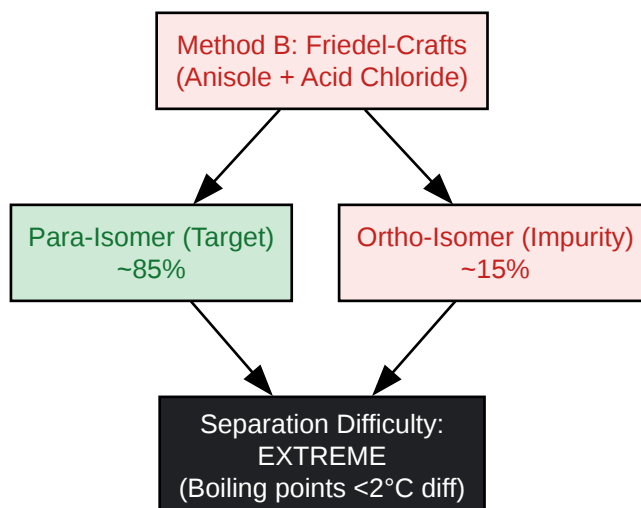 Method B: Friedel-Crafts
(Anisole + Acid Chloride)
Para-Isomer (Target)
~85%
Ortho-Isomer (Impurity)
~15%
Separation Difficulty:
EXTREME
(Boiling points <2°C diff)